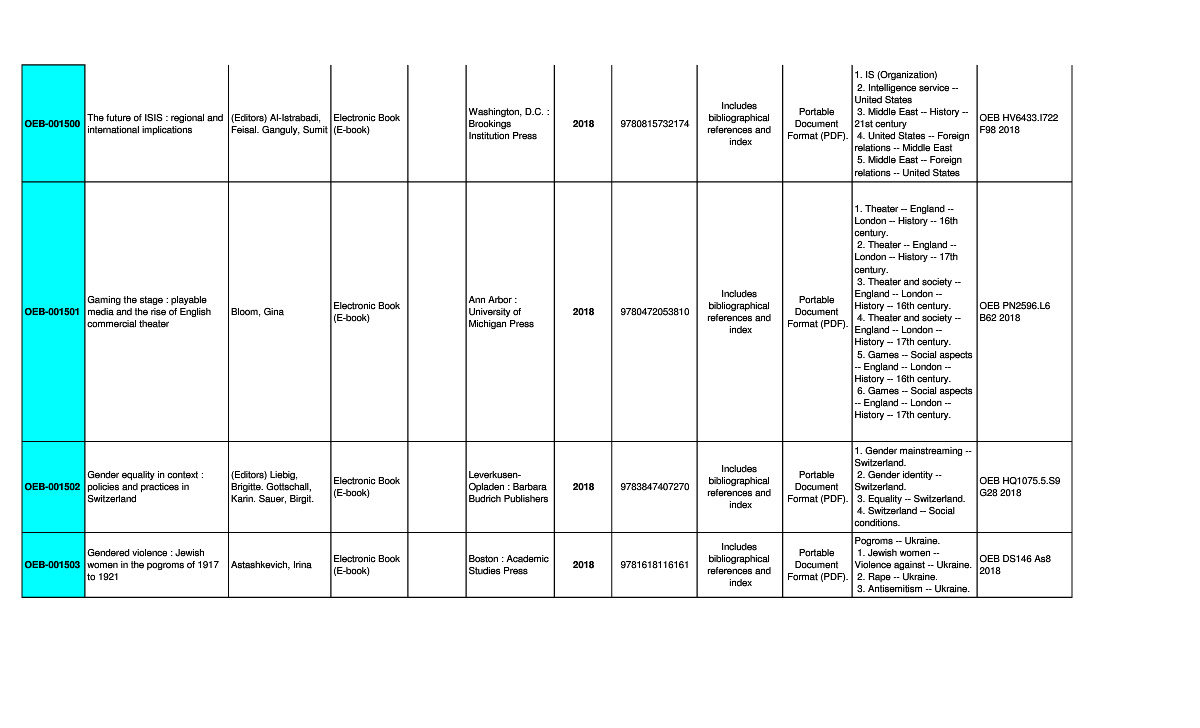 OEB-001500
The future of ISIS : regional and
international implications
(Editors) Al-Istrabadi,
Feisal. Ganguly, Sumit
Electronic Book
(E-book)
Washington, D.C. :
Brookings
Institution Press
2018
9780815732174
Includes
bibliographical
references and
index
Portable
Document
Format (PDF).
1. IS (Organization)
2. Intelligence service --
United States
3. Middle East -- History --
21st century
4. United States -- Foreign
relations -- Middle East
5. Middle East -- Foreign
relations -- United States
OEB HV6433.I722
F98 2018
OEB-001501
Gaming the stage : playable
media and the rise of English
commercial theater
Bloom, Gina
Electronic Book
(E-book)
Ann Arbor :
University of
Michigan Press
2018
9780472053810
Includes
bibliographical
references and
index
Portable
Document
Format (PDF).
1. Theater -- England --
London -- History -- 16th
century.
2. Theater -- England --
London -- History -- 17th
century.
3. Theater and society --
England -- London --
History -- 16th century.
4. Theater and society --
England -- London --
History -- 17th century.
5. Games -- Social aspects
-- England -- London --
History -- 16th century.
6. Games -- Social aspects
-- England -- London --
History -- 17th century.
OEB PN2596.L6
B62 2018
OEB-001502
Gender equality in context :
policies and practices in
Switzerland
(Editors) Liebig,
Brigitte. Gottschall,
Karin. Sauer, Birgit.
Electronic Book
(E-book)
Leverkusen-
Opladen : Barbara
Budrich Publishers
2018
9783847407270
Includes
bibliographical
references and
index
Portable
Document
Format (PDF).
1. Gender mainstreaming --
Switzerland.
2. Gender identity --
Switzerland.
3. Equality -- Switzerland.
4. Switzerland -- Social
conditions.
OEB HQ1075.5.S9
G28 2018
OEB-001503
Gendered violence : Jewish
women in the pogroms of 1917
to 1921
Astashkevich, Irina
Electronic Book
(E-book)
Boston : Academic
Studies Press
2018
9781618116161
Includes
bibliographical
references and
index
Portable
Document
Format (PDF).
Pogroms -- Ukraine.
1. Jewish women --
Violence against -- Ukraine.
2. Rape -- Ukraine.
3. Antisemitism -- Ukraine.
OEB DS146 As8
2018